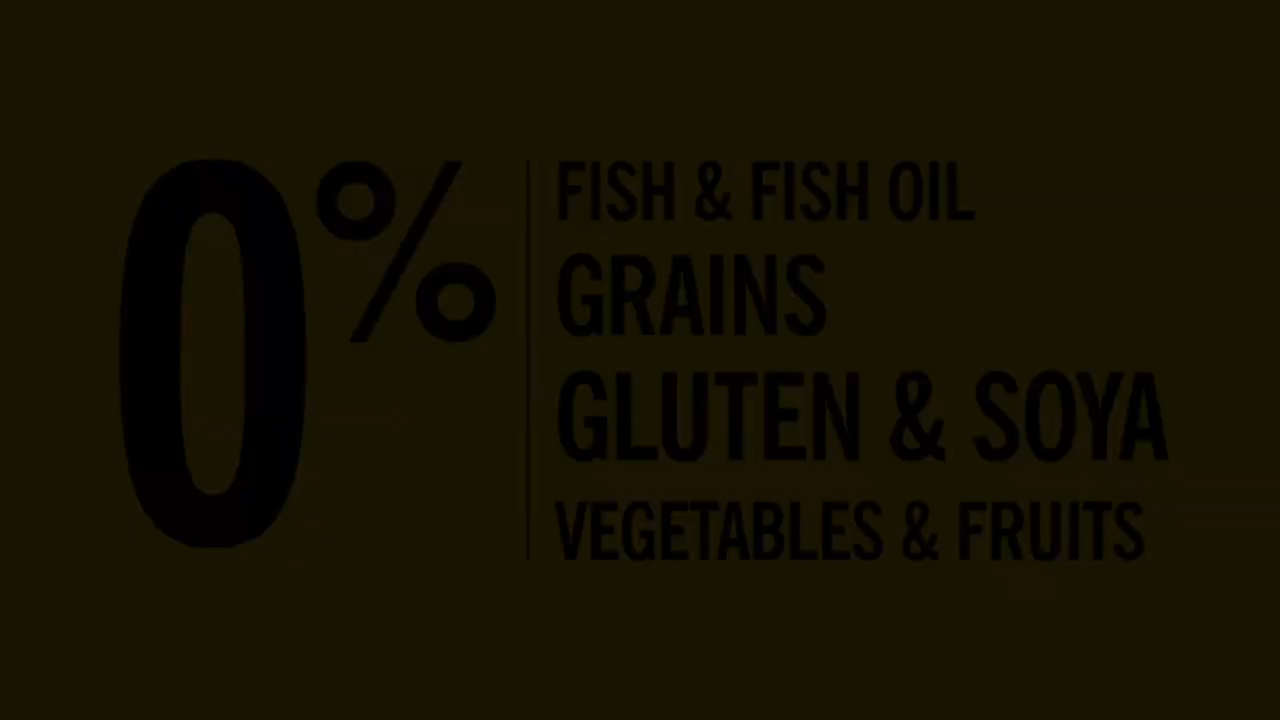 0%
FISH & FISH OIL
GRAINS
GLUTEN & SOYA
VEGETABLES & FRUITS